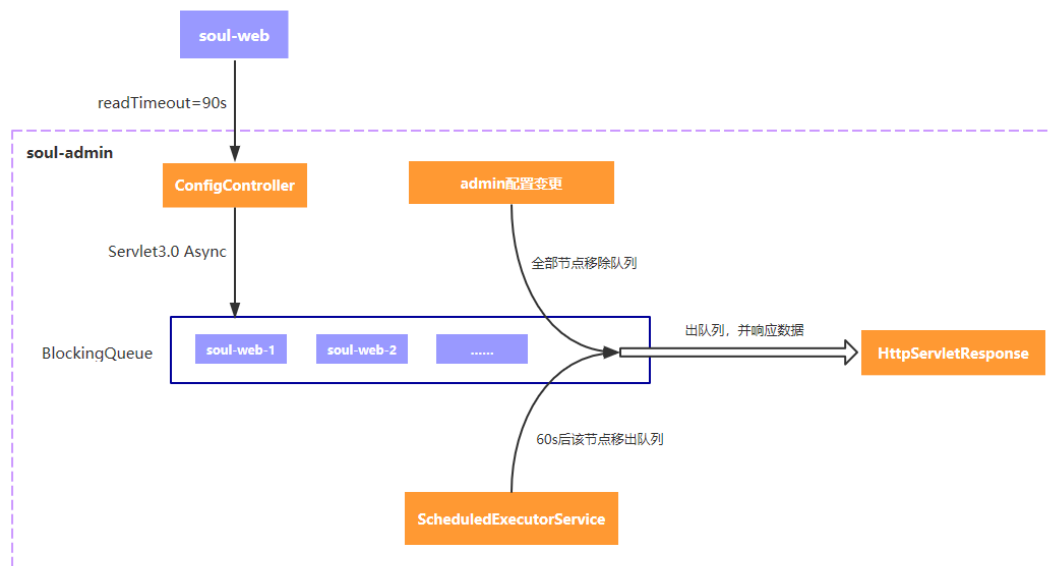 soul-web
readTimeout=90s
soul-admin
ConfigController
admin配置变更
Servlet3.0 Async
全部节点移除队列
BlockingQueue
soul-web-1
soul-web-2
......
出队列，并响应数据
HttpServletResponse
60s后该节点移出队列
ScheduledExecutorService